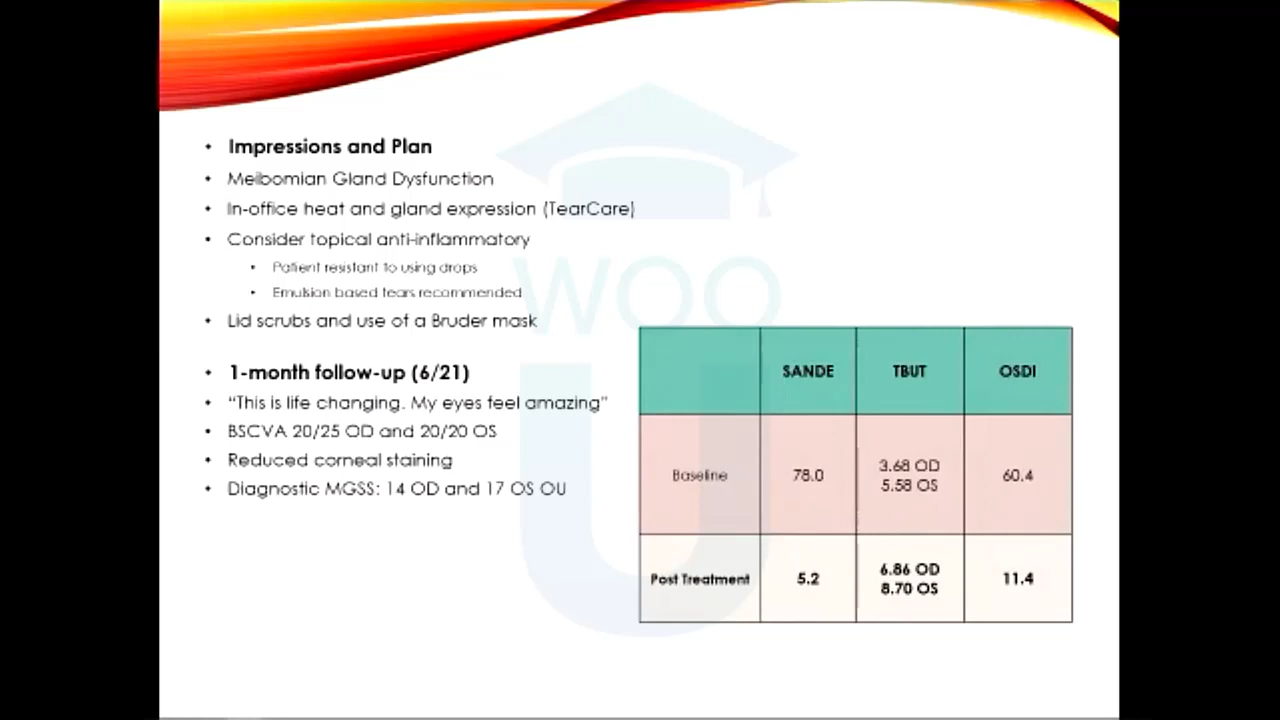 Impressions and Plan
Meibomian Gland Dysfunction
In-office heat and gland expression (TearCare)
Consider topical anti-inflammatory
Patient resistant to using drops
Emulsion based tears recommended
Lid scrubs and use of a Bruder mask
1-month follow-up (6/21)
"This is life changing. My eyes feel amazing"
BSCVA 20/25 OD and 20/20 OS
Reduced corneal staining
Diagnostic MGSS: 14 OD and 17 OS OU
WOO
U
SANDE TBUT OSDI
Baseline 78.0 3.68 OD 60.4
5.58 OS
Post Treatment 5.2 6.86 OD 11.4
8.70 OS